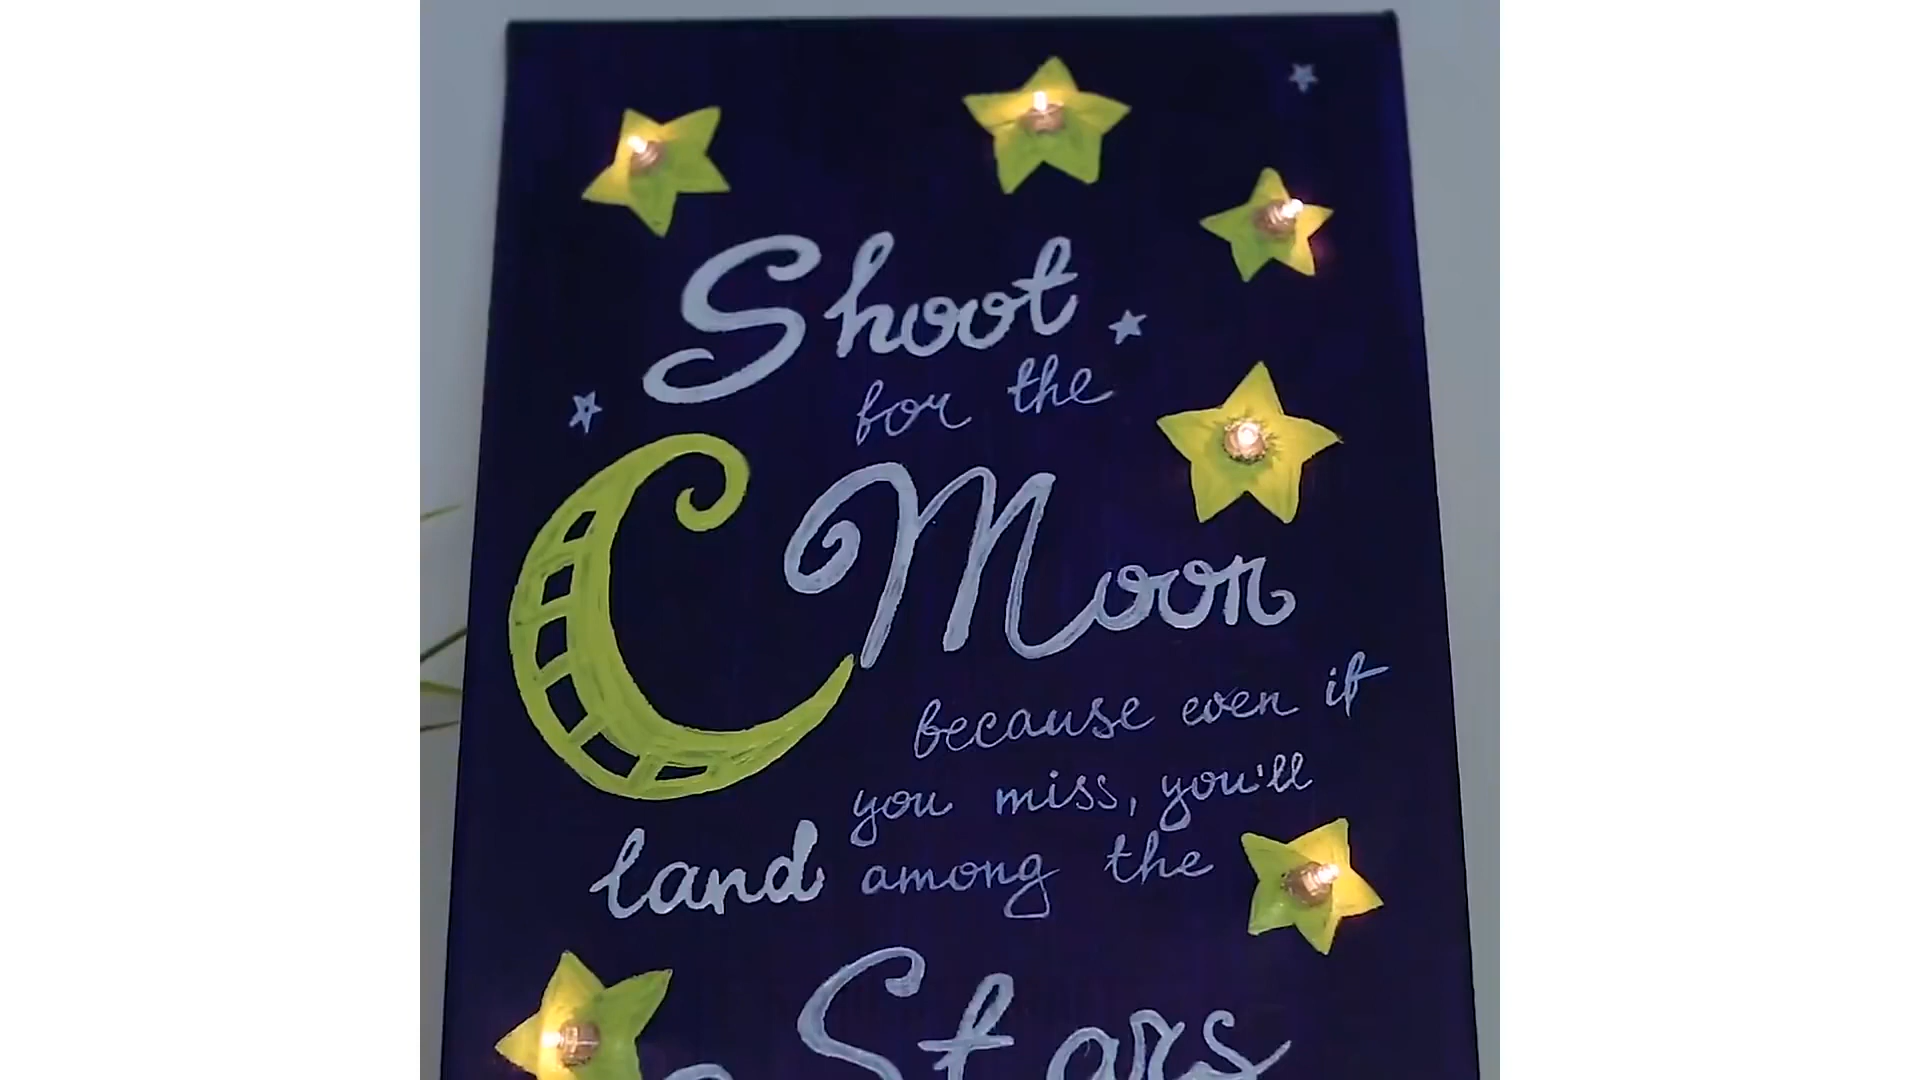 Shoot
for the
Moon
because even if
you miss, you'll
land among the
Stars